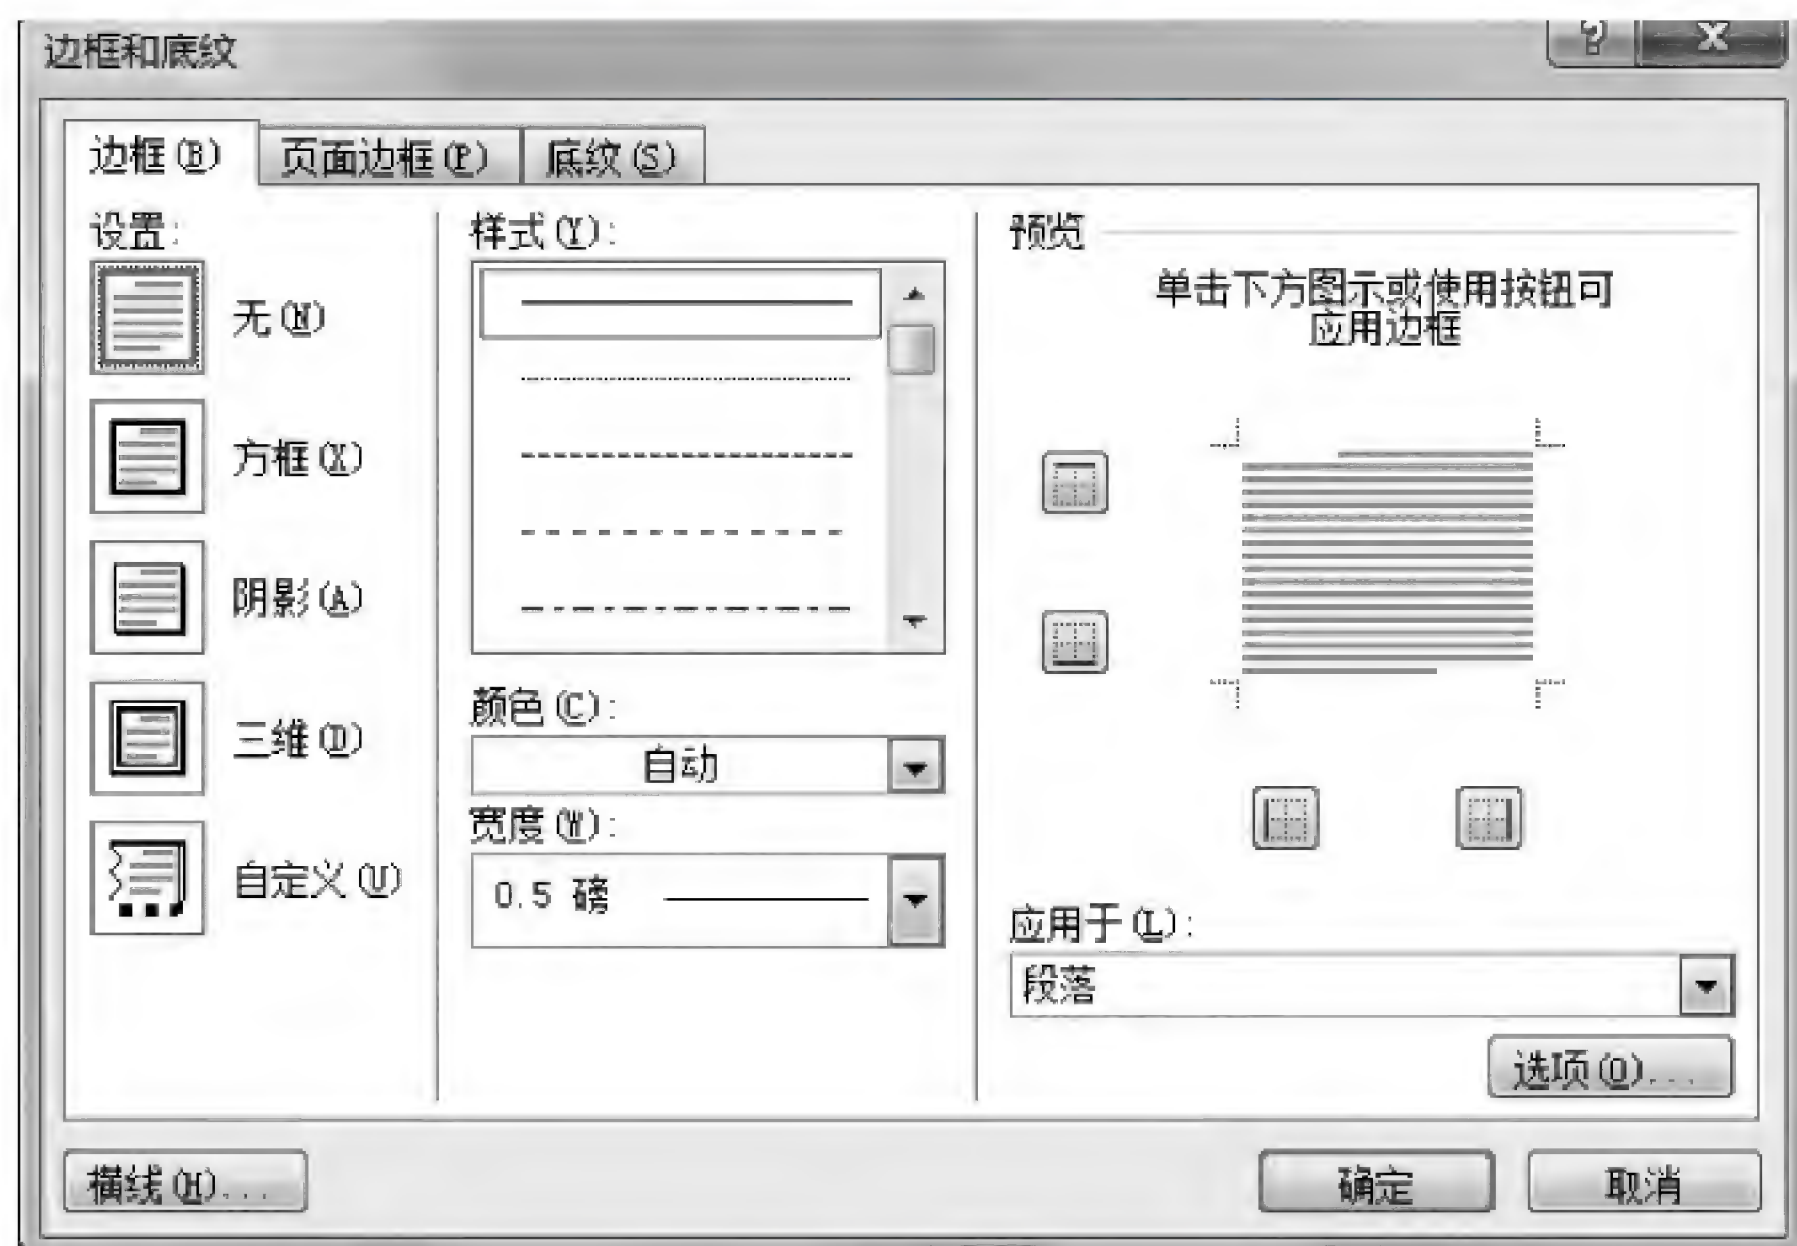 边框和底纹
边框(B) 页面边框(P) 底纹(S)
设置:
无(N)
方框(X)
阴影(A)
三维(D)
自定义(U)
样式(Y):
颜色(C):
自动
宽度(W):
0.5 磅
预览
单击下方图示或使用按钮可
应用边框
应用于(L):
段落
选项(O)...
横线(H)...
确定
取消